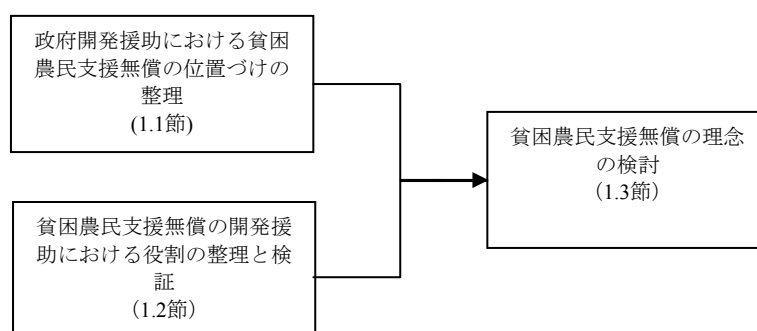 政府開発援助における貧困
農民支援無償の位置づけの
整理
(1.1節)
貧困農民支援無償の開発援
助における役割の整理と検
証
（1.2節）
貧困農民支援無償の理念
の検討
（1.3節）